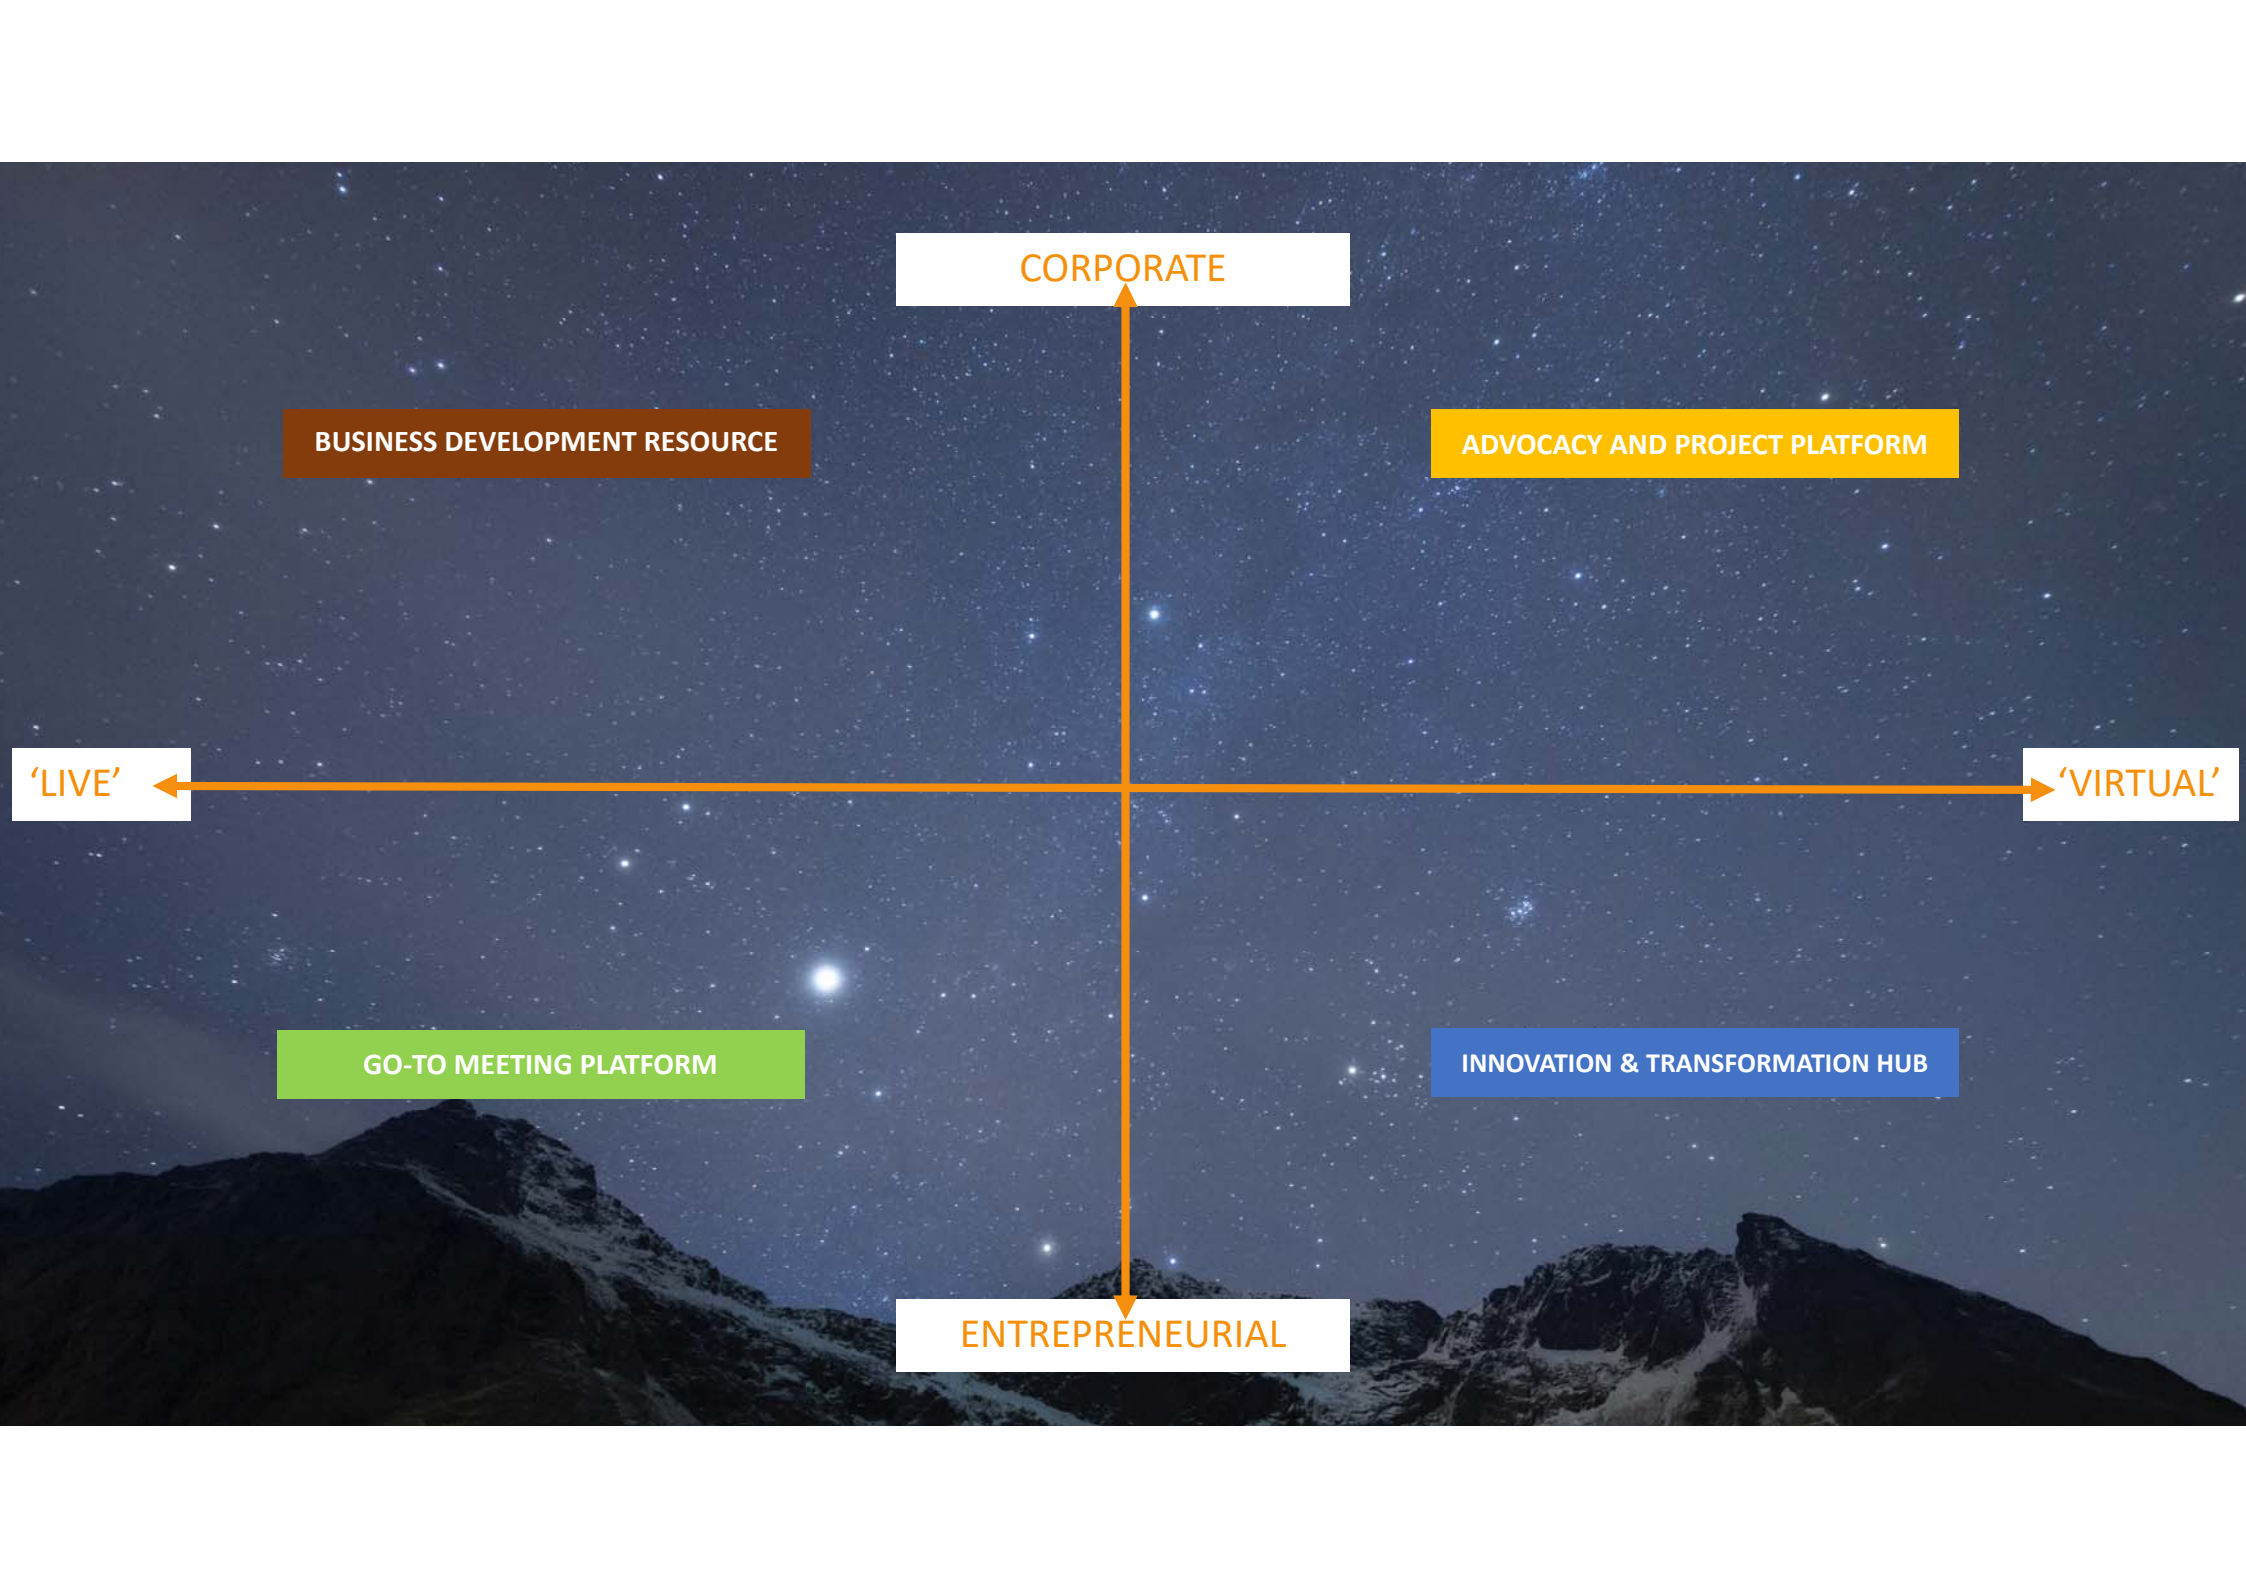 CORPORATE
BUSINESS DEVELOPMENT RESOURCE
ADVOCACY AND PROJECT PLATFORM
‘LIVE’
‘VIRTUAL’
GO-TO MEETING PLATFORM
INNOVATION & TRANSFORMATION HUB
ENTREPRENEURIAL